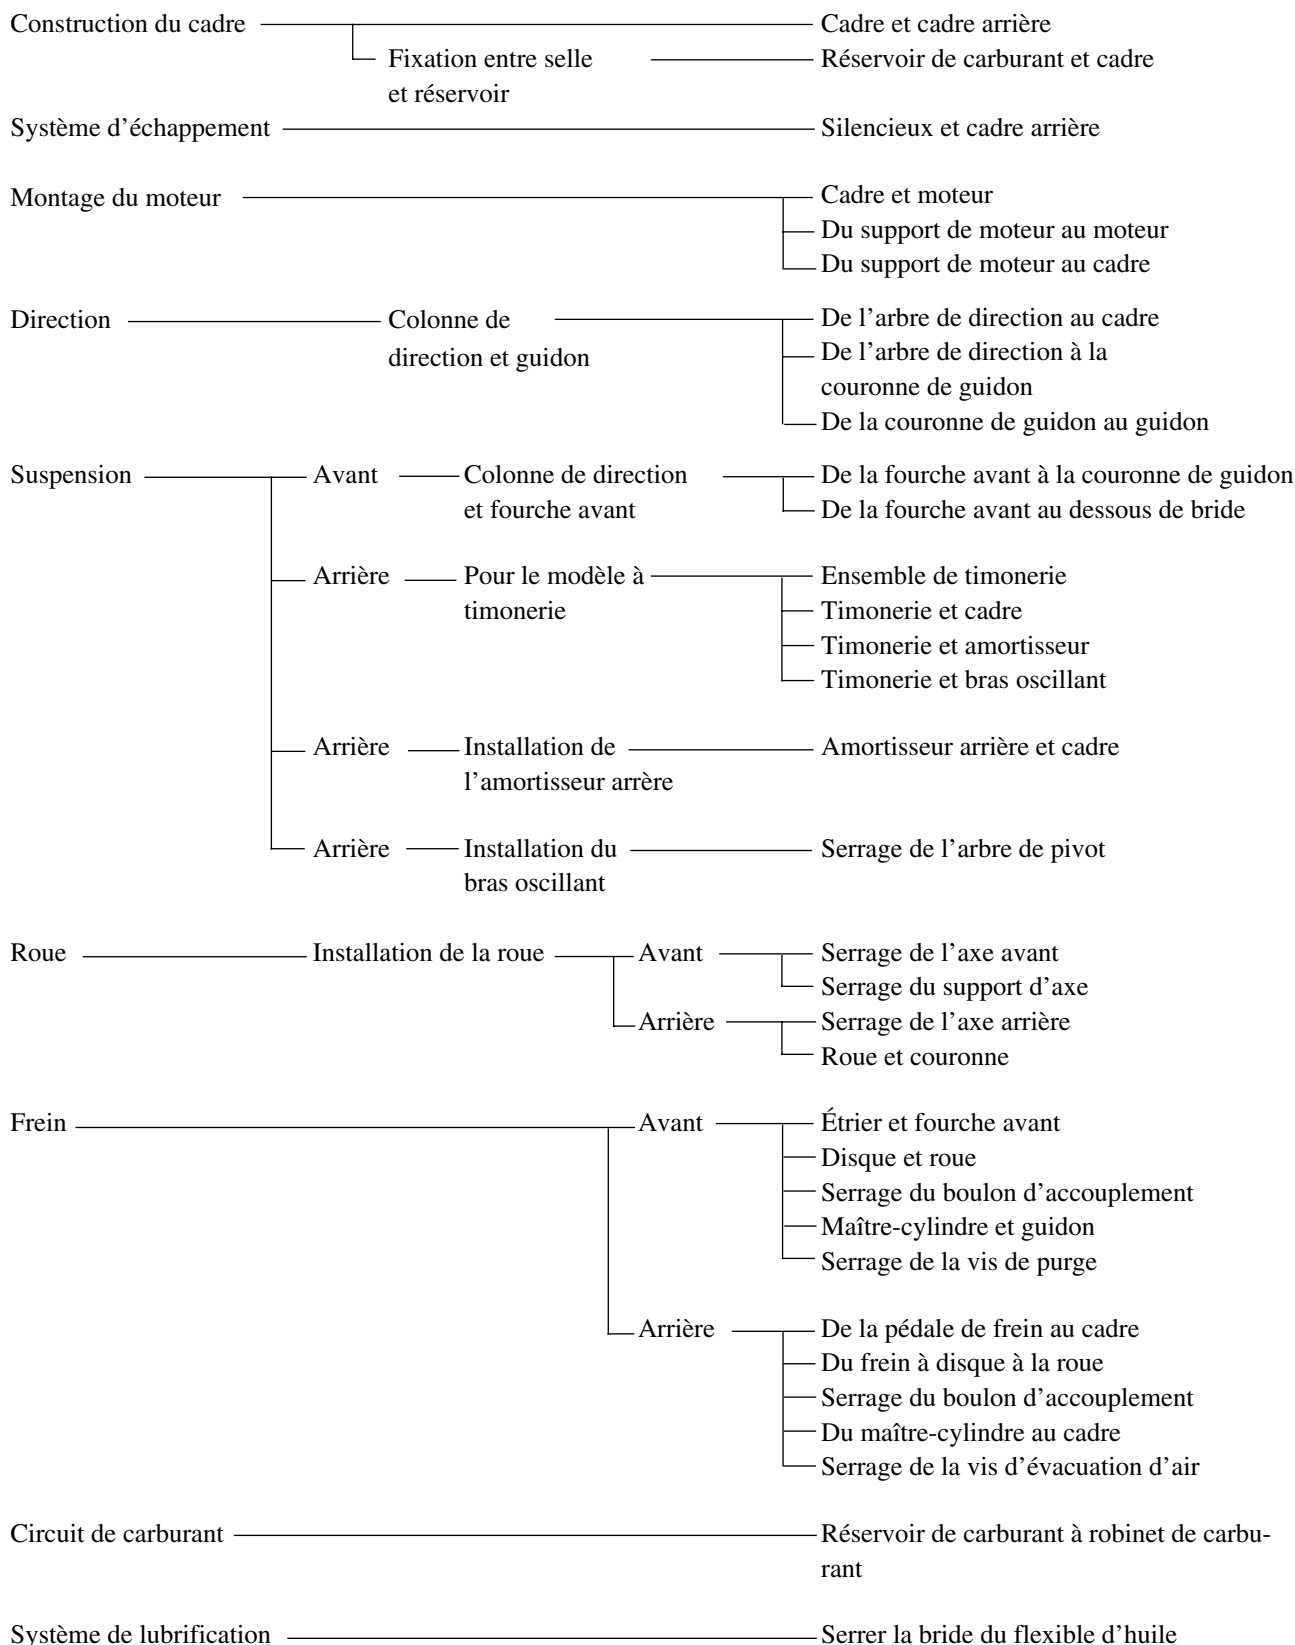 Construction du cadre
Cadre et cadre arrière
Fixation entre selle
et réservoir
Réservoir de carburant et cadre
Système d'échappement
Silencieux et cadre arrière
Montage du moteur
Cadre et moteur
Du support de moteur au moteur
Du support de moteur au cadre
Direction
Colonne de
direction et guidon
De l'arbre de direction au cadre
De l'arbre de direction à la
couronne de guidon
De la couronne de guidon au guidon
Suspension
Avant
Colonne de direction
et fourche avant
De la fourche avant à la couronne de guidon
De la fourche avant au dessous de bride
Arrière
Pour le modèle à
timonerie
Ensemble de timonerie
Timonerie et cadre
Timonerie et amortisseur
Timonerie et bras oscillant
Arrière
Installation de
l'amortisseur arrère
Amortisseur arrière et cadre
Arrière
Installation du
bras oscillant
Serrage de l'arbre de pivot
Roue
Installation de la roue
Avant
Serrage de l'axe avant
Serrage du support d'axe
Arrière
Serrage de l'axe arrière
Roue et couronne
Frein
Avant
Étrier et fourche avant
Disque et roue
Serrage du boulon d'accouplement
Maître-cylindre et guidon
Serrage de la vis de purge
Arrière
De la pédale de frein au cadre
Du frein à disque à la roue
Serrage du boulon d'accouplement
Du maître-cylindre au cadre
Serrage de la vis d'évacuation d'air
Circuit de carburant
Réservoir de carburant à robinet de carbu-
rant
Système de lubrification
Serrer la bride du flexible d'huile